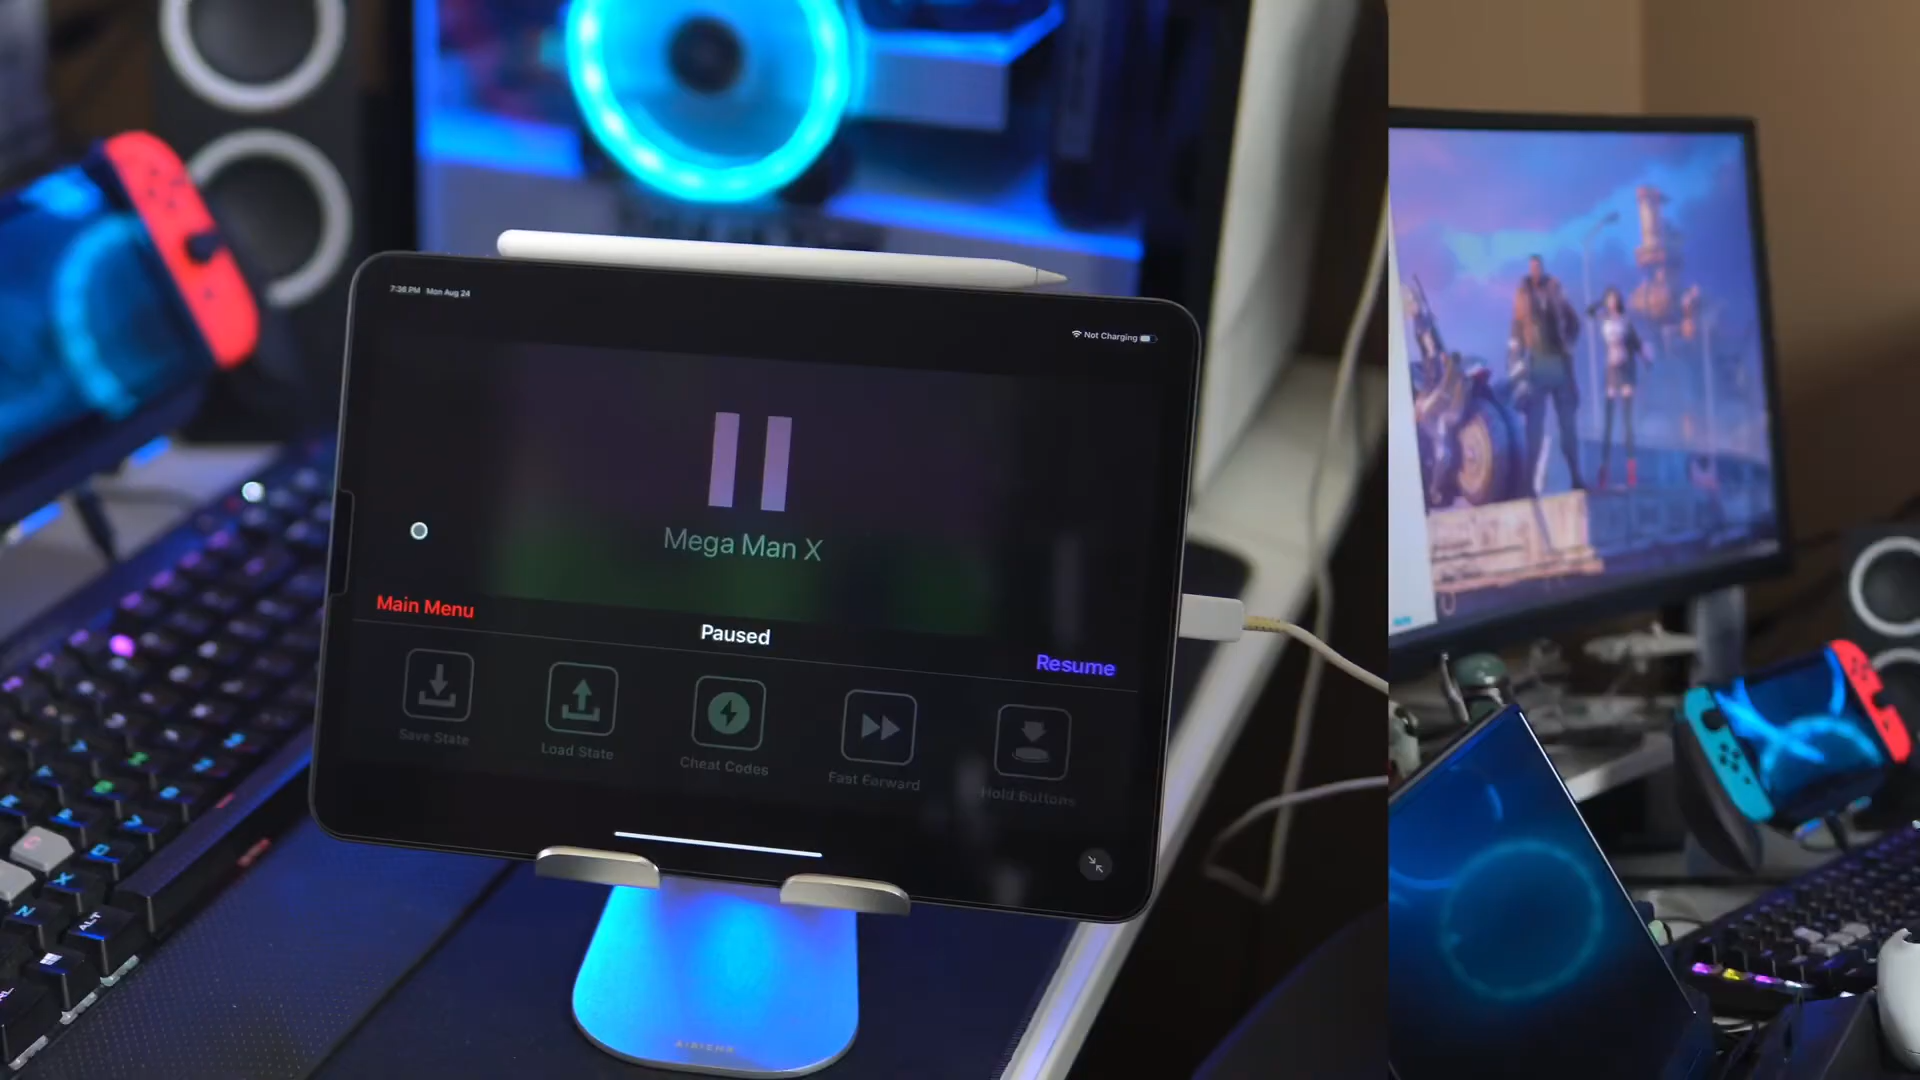 7:36 PM Mon Aug 24
Not Charging
Mega Man X
Main Menu
Paused
Resume
Save State
Load State
Cheat Codes
Fast Forward
Hold Buttons
C
X
Z
ALT